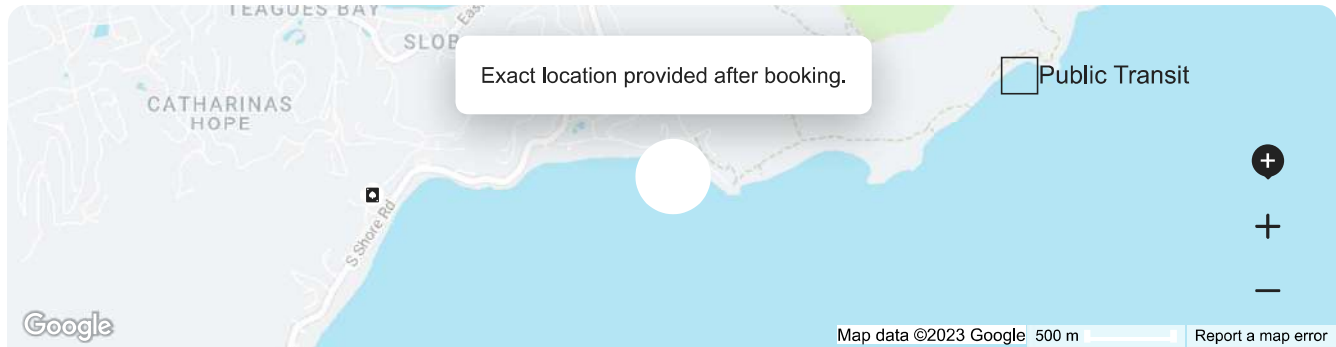 TEAGUES BAY
SLOB
Exact location provided after booking.
Public Transit
CATHARINAS
HOPE
S Shore Rd
Google
Map data ©2023 Google
500 m
Report a map error